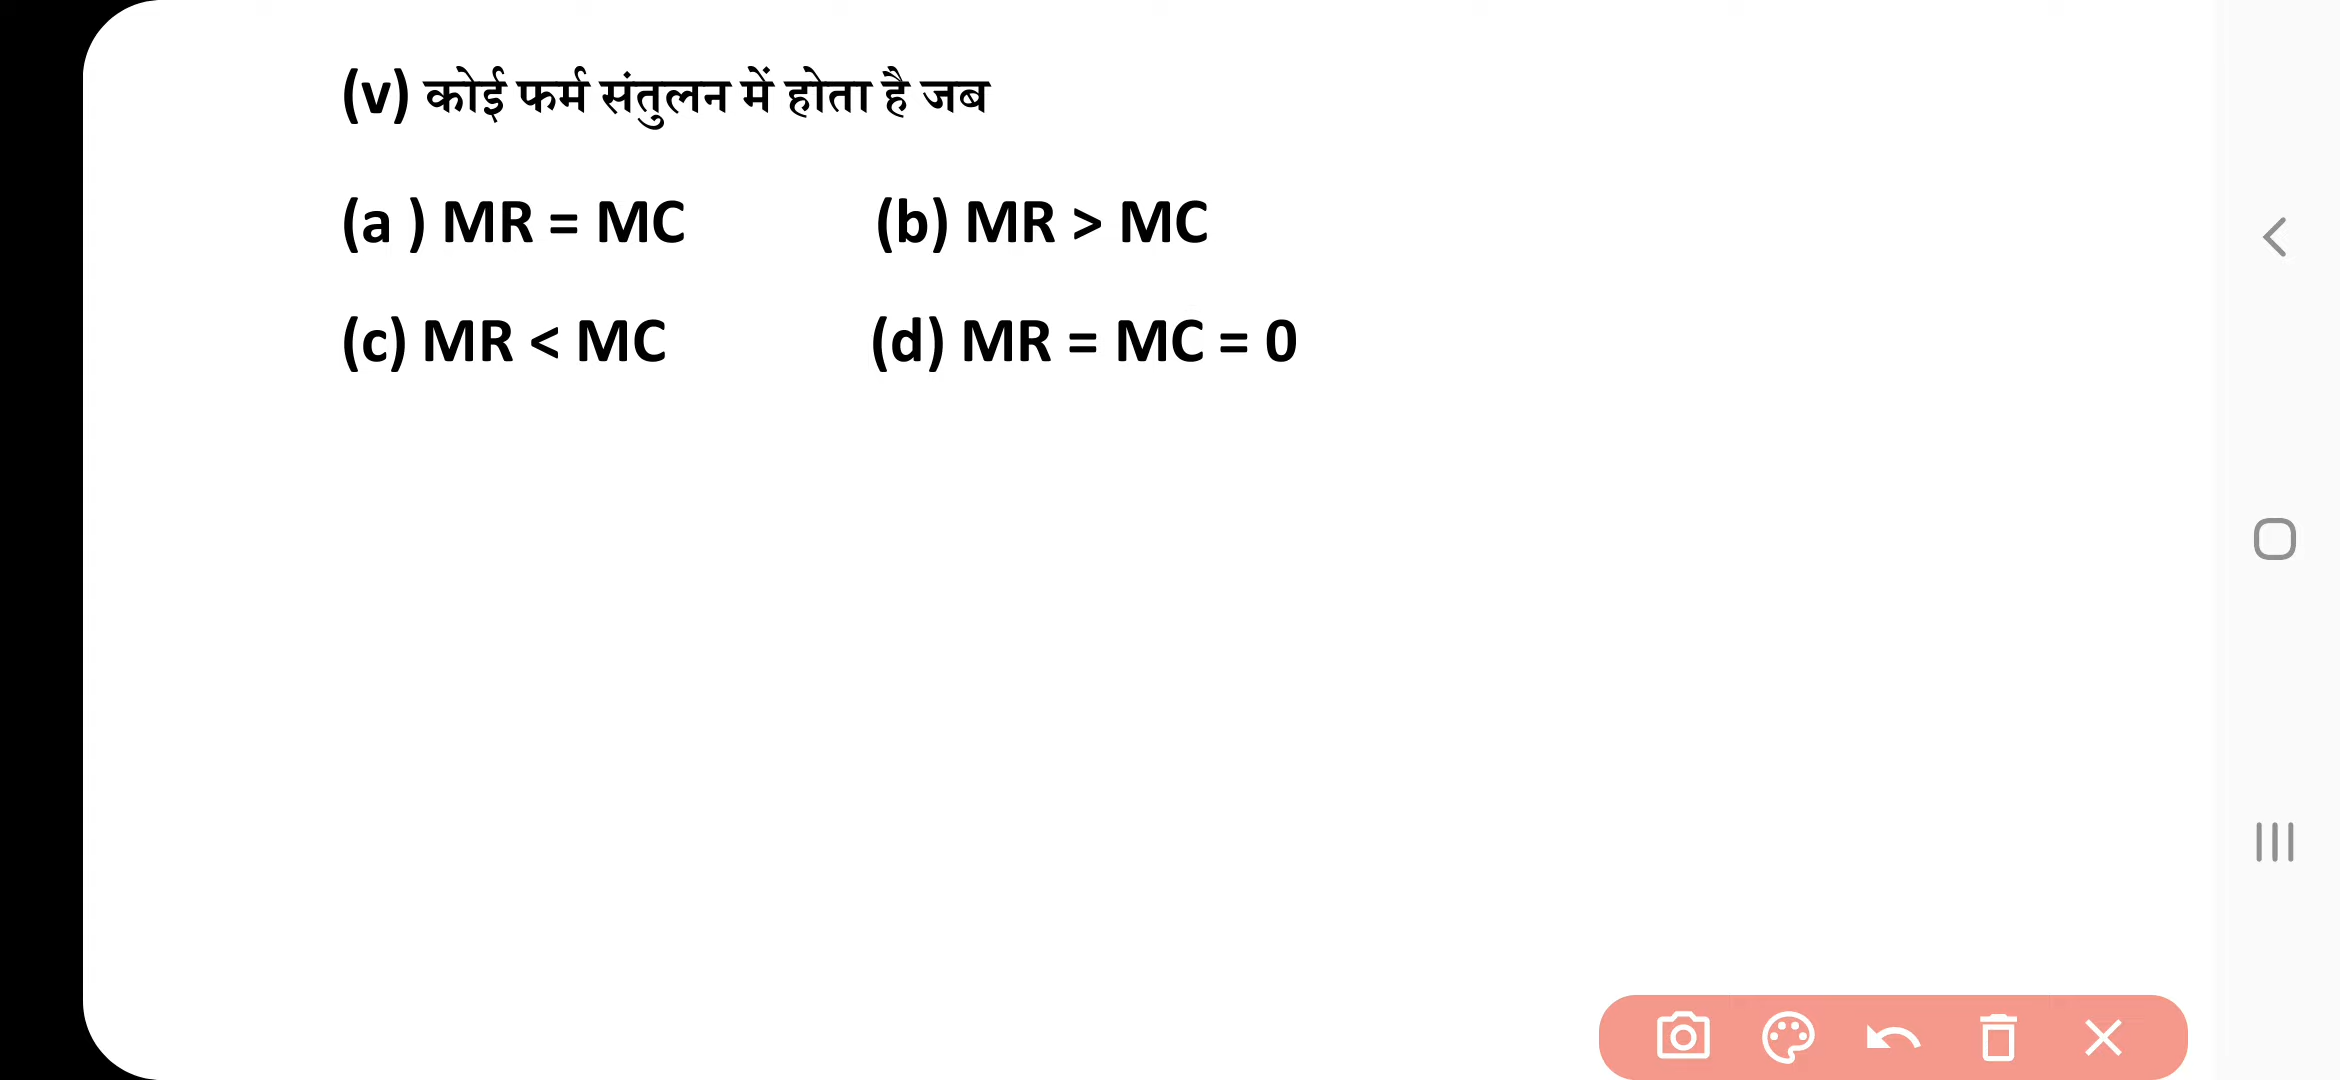 (v) कोई फर्म संतुलन में होता है जब
(a ) MR = MC (b) MR > MC
(c) MR < MC (d) MR = MC = 0